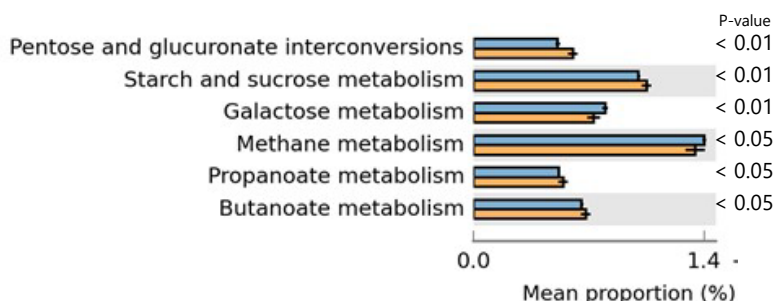 P-value
Pentose and glucuronate interconversions < 0.01
Starch and sucrose metabolism < 0.01
Galactose metabolism < 0.01
Methane metabolism < 0.05
Propanoate metabolism < 0.05
Butanoate metabolism < 0.05
0.0 1.4 -
Mean proportion (%)